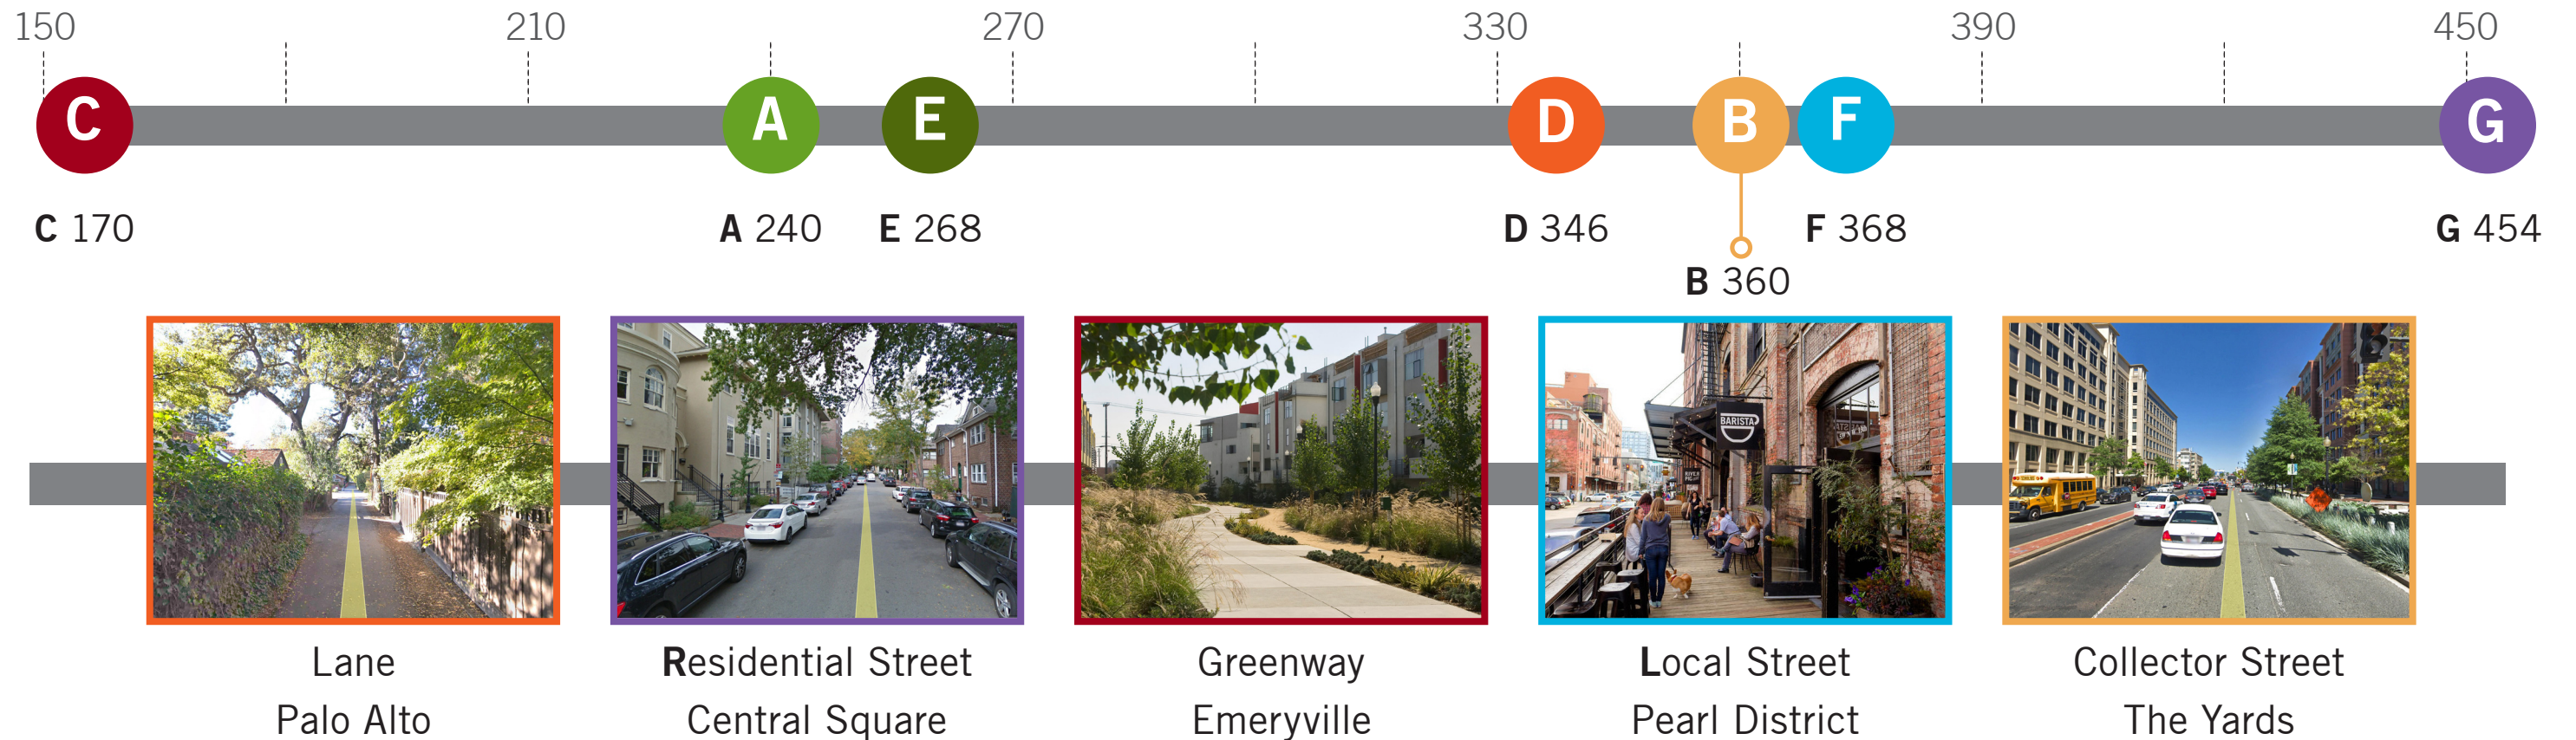 150 210 270 330 390 450
C A E D B F G
C 170 A 240 E 268 D 346 F 368 G 454
B 360
BARISTA
Lane Residential Street Greenway Local Street Collector Street
Palo Alto Central Square Emeryville Pearl District The Yards